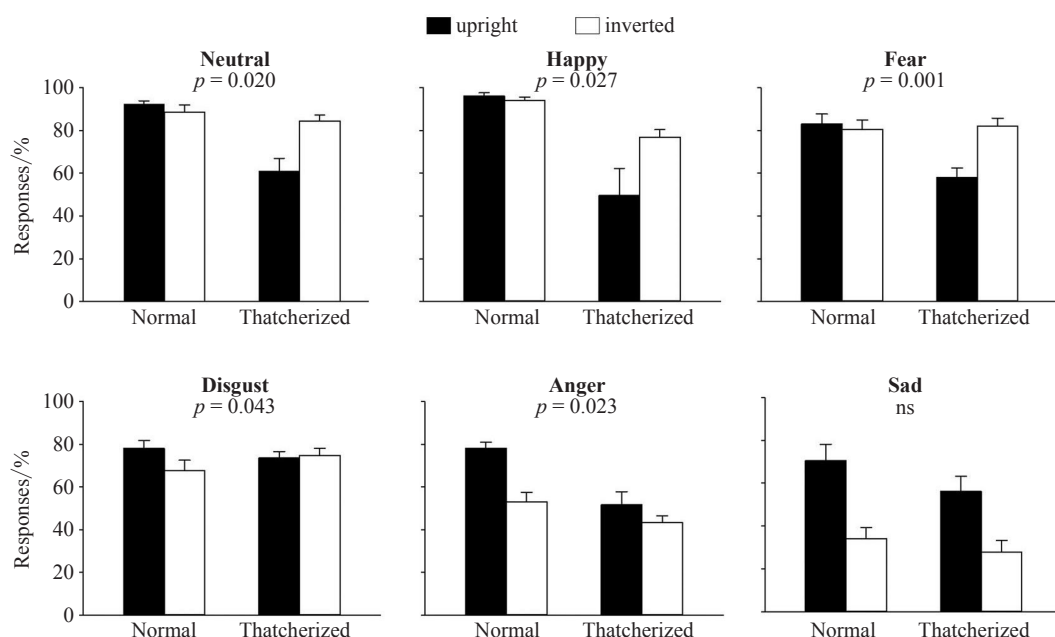 upright inverted
Neutral Happy Fear
p = 0.020 p = 0.027 p = 0.001
100
80
60
40
20
0
Responses/%
Normal Thatcherized Normal Thatcherized Normal Thatcherized
Disgust Anger Sad
p = 0.043 p = 0.023 ns
100
80
60
40
20
0
Responses/%
Normal Thatcherized Normal Thatcherized Normal Thatcherized